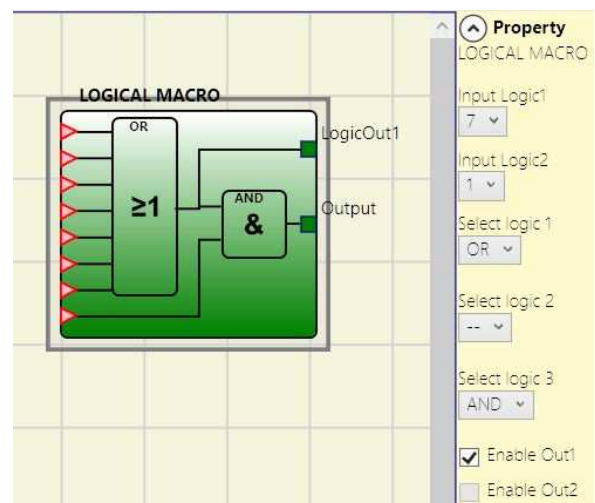 LOGICAL MACRO
OR
≥1
LogicOut1
AND
&
Output
Property
LOGICAL MACRO
Input Logic1
7
Input Logic2
1
Select logic 1
OR
Select logic 2
--
Select logic 3
AND
Enable Out1
Enable Out2